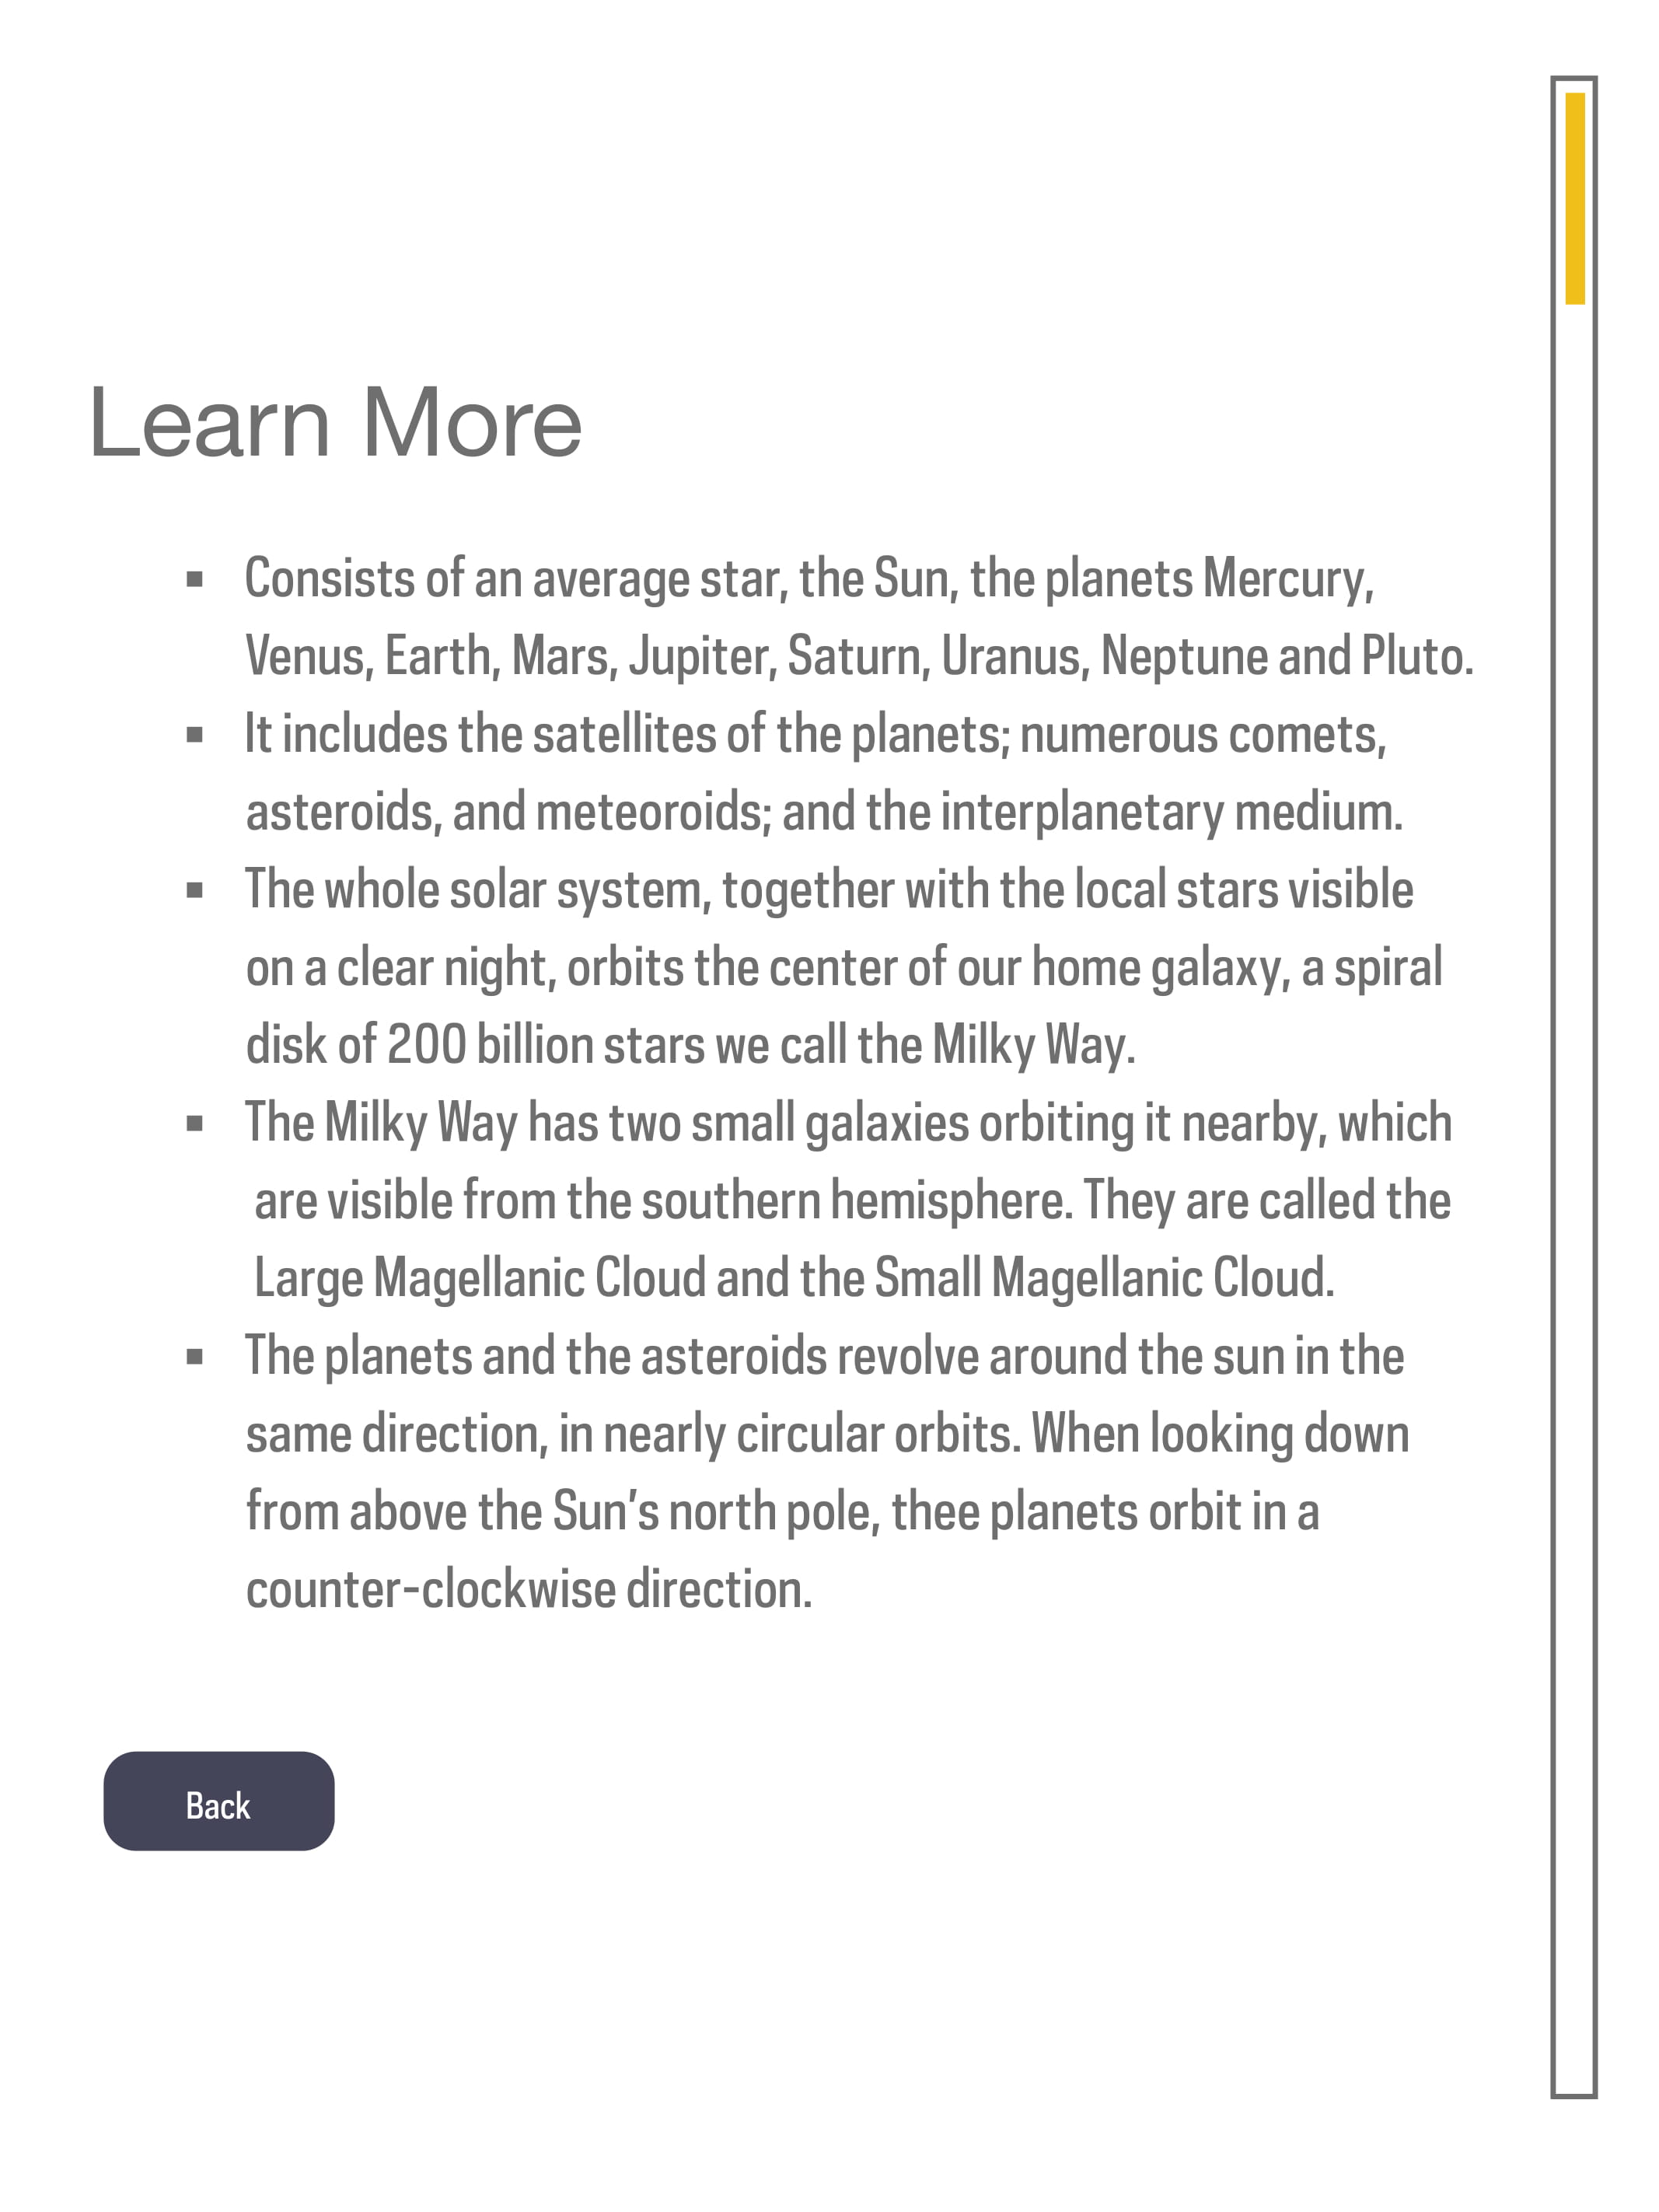 Learn More
▪ Consists of an average star, the Sun, the planets Mercury,
Venus, Earth, Mars, Jupiter, Saturn, Uranus, Neptune and Pluto.
▪ It includes the satellites of the planets; numerous comets,
asteroids, and meteoroids; and the interplanetary medium.
▪ The whole solar system, together with the local stars visible
on a clear night, orbits the center of our home galaxy, a spiral
disk of 200 billion stars we call the Milky Way.
▪ The Milky Way has two small galaxies orbiting it nearby, which
are visible from the southern hemisphere. They are called the
Large Magellanic Cloud and the Small Magellanic Cloud.
▪ The planets and the asteroids revolve around the sun in the
same direction, in nearly circular orbits. When looking down
from above the Sun’s north pole, thee planets orbit in a
counter-clockwise direction.
Back